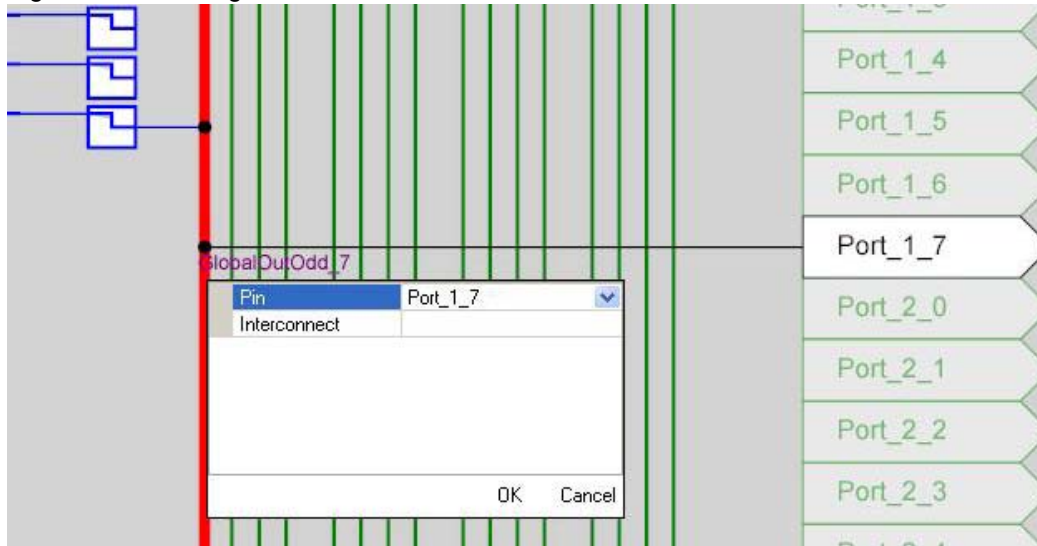 Port_1_4
Port_1_5
Port_1_6
Port_1_7
GlobalOutOdd_7
Pin Port_1_7
Interconnect
Port_2_0
Port_2_1
Port_2_2
Port_2_3
OK Cancel